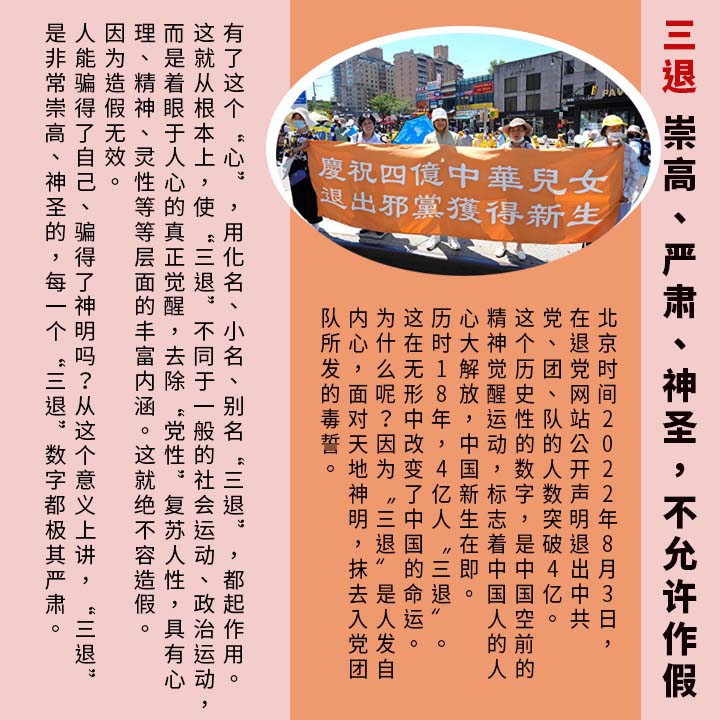 三退 崇高、严肃、神圣，不允许作假
慶祝四億中華兒女
退出邪黨獲得新生
北京时间2022年8月3日，
在退党网站公开声明退出中共
党、团、队的人数突破4亿。
这个历史性的数字，是中国空前的
精神觉醒运动，标志着中国人的人
心大解放，中国新生在即。
历时18年，4亿人“三退”。
这在无形中改变了中国的命运。
为什么呢？因为“三退”是人发自
内心，面对天地神明，抹去入党团
队所发的毒誓。
有了这个“心”，用化名、小名、别名“三退”，都起作用。
这就从根本上，使“三退”不同于一般的社会运动、政治运动，
而是着眼于人心的真正觉醒，去除“党性”复苏人性，具有心
理、精神、灵性等等层面的丰富内涵。这就绝不容造假。
因为造假无效。
人能骗得了自己、骗得了神明吗？从这个意义上讲，“三退”
是非常崇高、神圣的，每一个“三退”数字都极其严肃。